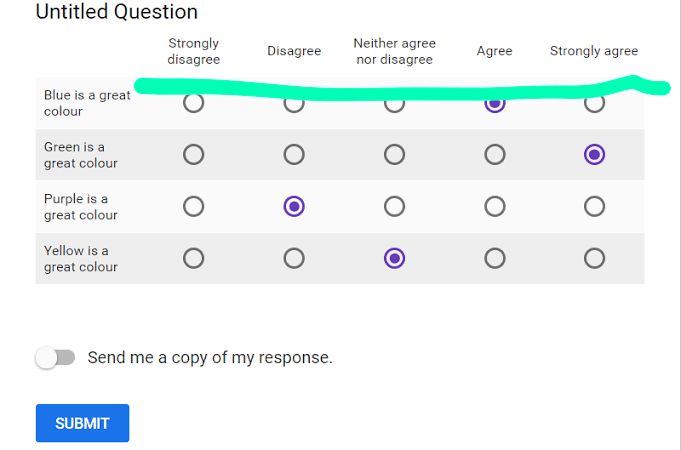 Untitled Question
Strongly disagree Disagree Neither agree nor disagree Agree Strongly agree
Blue is a great
colour
Green is a
great colour
Purple is a
great colour
Yellow is a
great colour
Send me a copy of my response.
SUBMIT